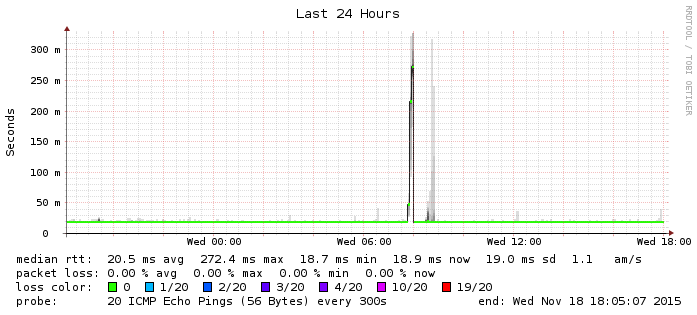 Last 24 Hours
RRDTOOL / TOBI OETIKER
Seconds
300 m
250 m
200 m
150 m
100 m
50 m
0
Wed 00:00 Wed 06:00 Wed 12:00 Wed 18:00
median rtt: 20.5 ms avg 272.4 ms max 18.7 ms min 18.9 ms now 19.0 ms sd 1.1 am/s
packet loss: 0.00 % avg 0.00 % max 0.00 % min 0.00 % now
loss color: 0 1/20 2/20 3/20 4/20 10/20 19/20
probe: 20 ICMP Echo Pings (56 Bytes) every 300s end: Wed Nov 18 18:05:07 2015